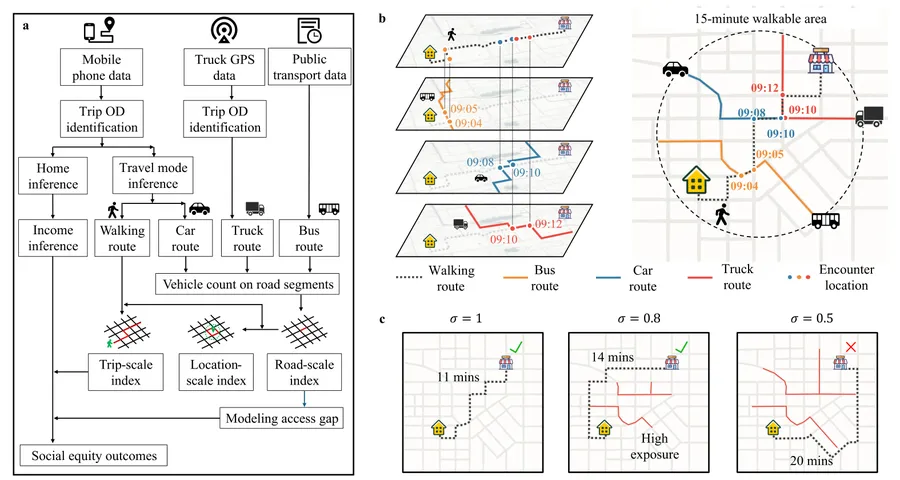 a
Mobile
phone data
Truck GPS
data
Public
transport data
Trip OD
identification
Trip OD
identification
Home
inference
Travel mode
inference
Income
inference
Walking
route
Car
route
Truck
route
Bus
route
Vehicle count on road segments
Trip-scale
index
Location-
scale index
Road-scale
index
Modeling access gap
Social equity outcomes
b
09:05
09:04
09:08
09:10
09:12
09:10
15-minute walkable area
09:12
09:08
09:10
09:10
09:05
09:04
Walking
route
Bus
route
Car
route
Truck
route
Encounter
location
c
σ = 1
11 mins
σ = 0.8
14 mins
High
exposure
σ = 0.5
20 mins